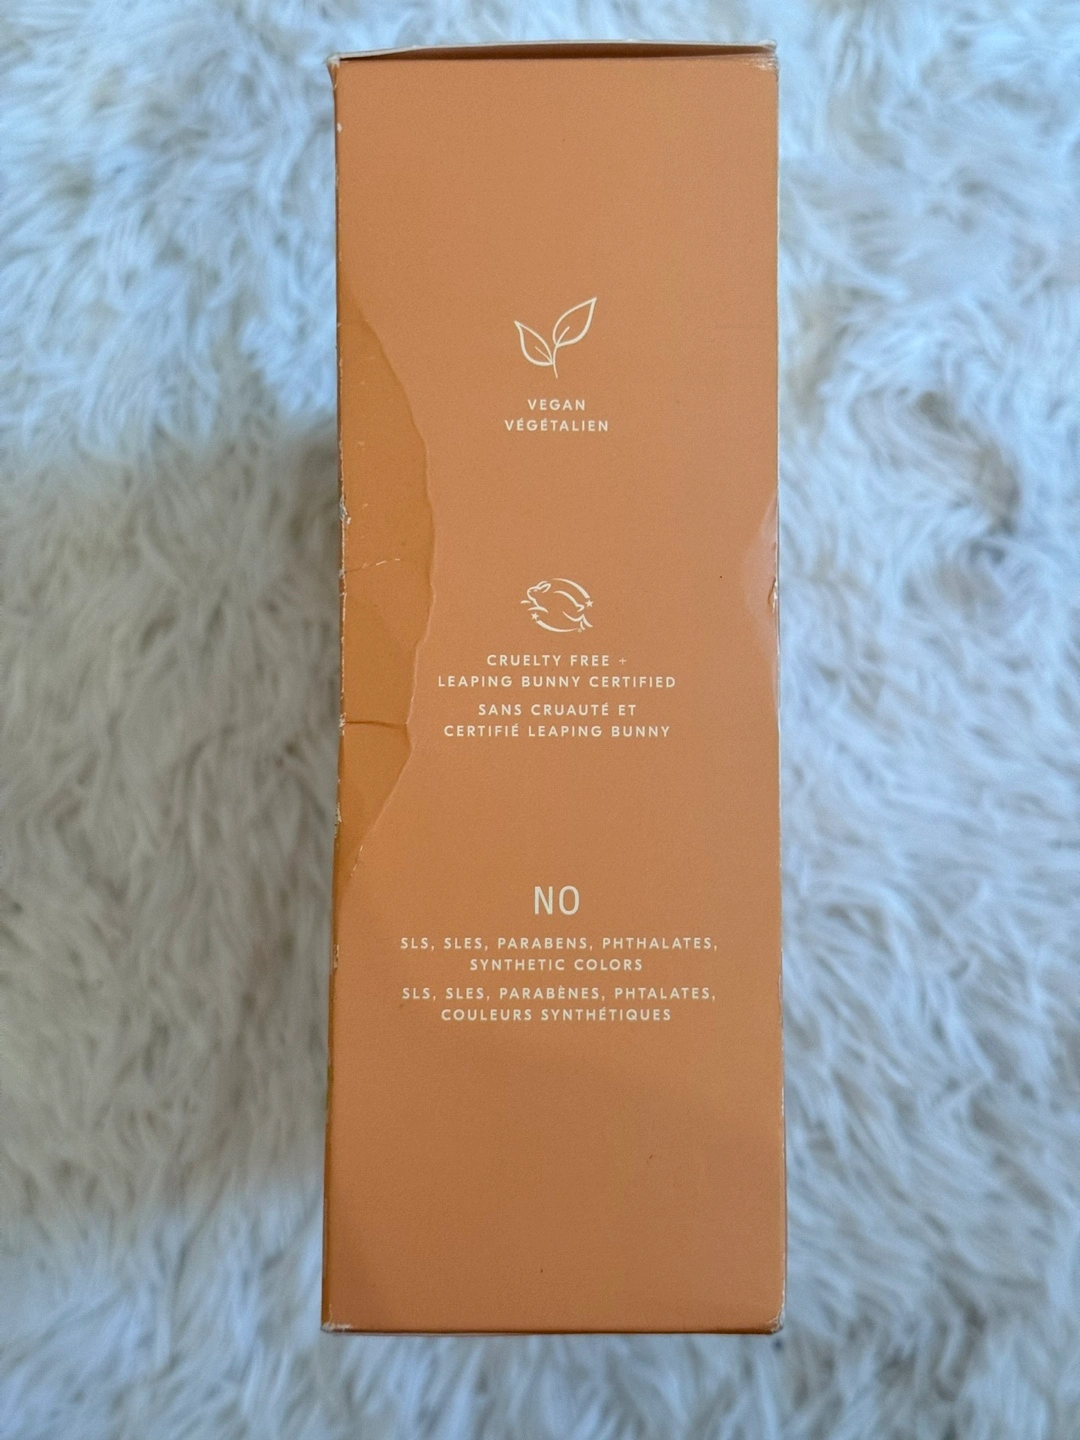 VEGAN
VÉGÉTALIEN
CRUELTY FREE +
LEAPING BUNNY CERTIFIED
SANS CRUAUTÉ ET
CERTIFIÉ LEAPING BUNNY
NO
SLS, SLES, PARABENS, PHTHALATES,
SYNTHETIC COLORS
SLS, SLES, PARABÈNES, PHTALATES,
COULEURS SYNTHÉTIQUES